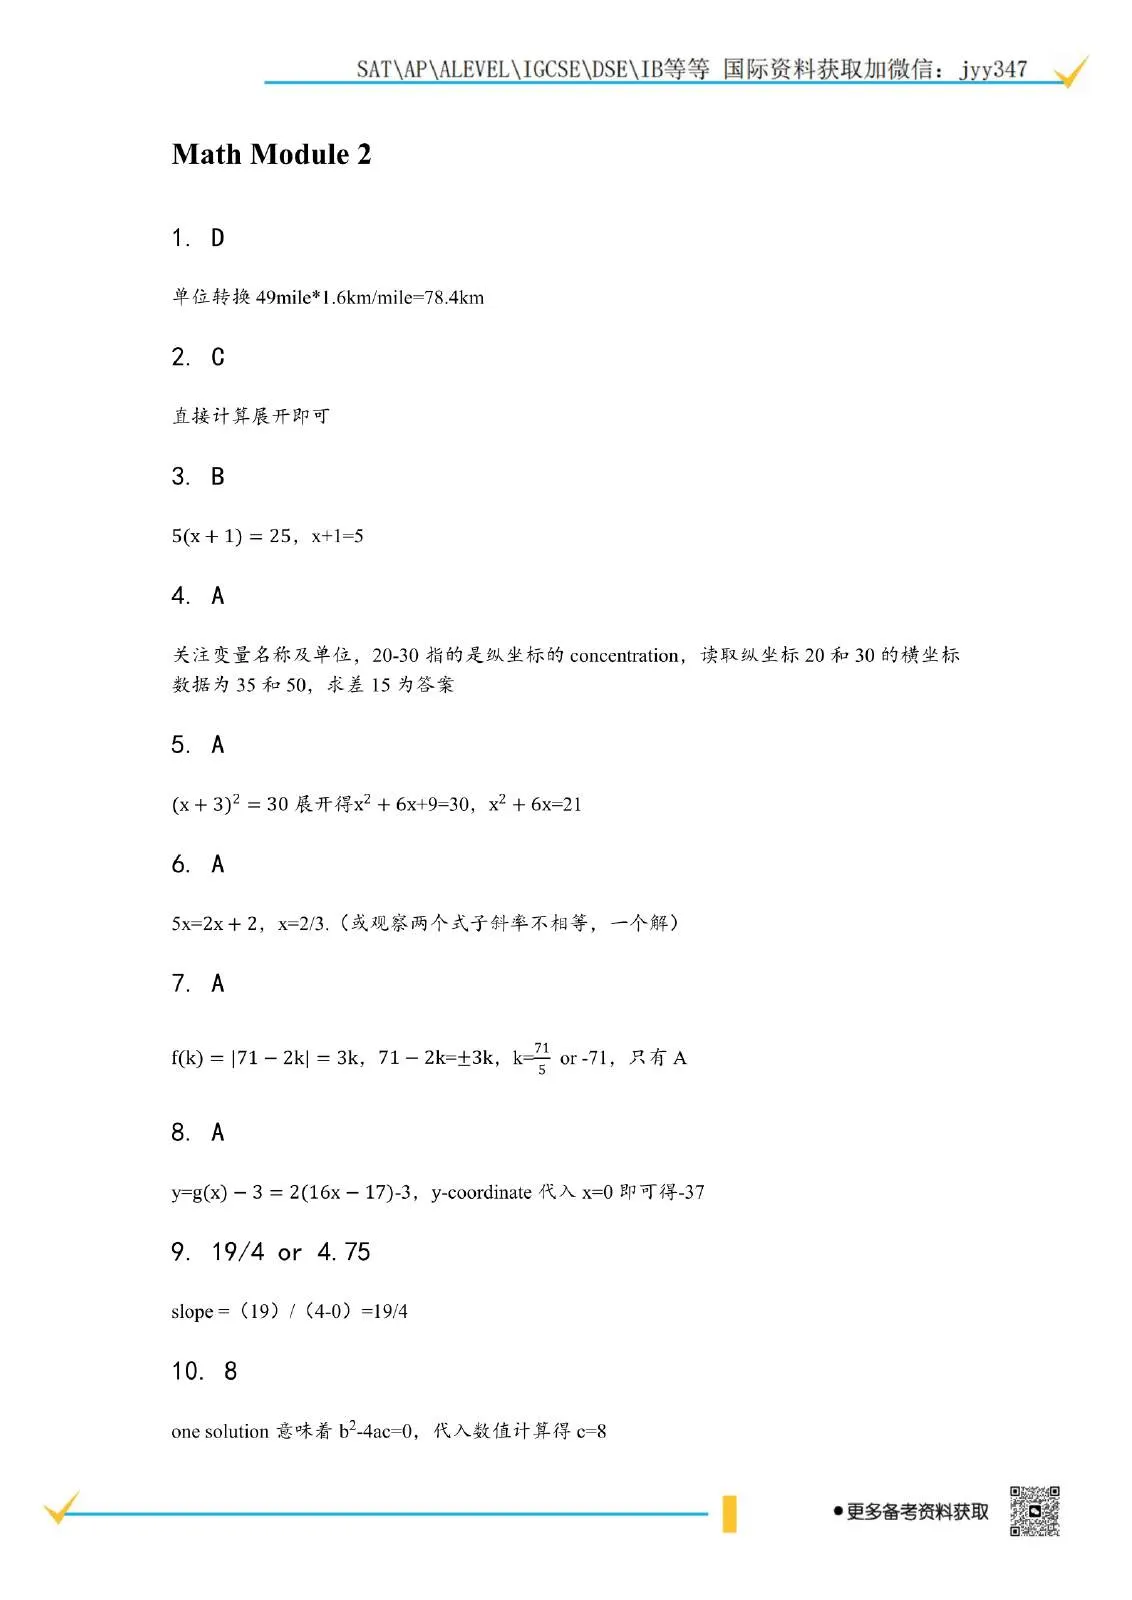 SAT\AP\ALEVEL\IGCSE\DSE\IB等等 国际资料获取加微信：jyy347
Math Module 2
1. D
单位转换 49mile*1.6km/mile=78.4km
2. C
直接计算展开即可
3. B
5(x + 1) = 25，x+1=5
4. A
关注变量名称及单位，20-30 指的是纵坐标的 concentration，读取纵坐标 20 和 30 的横坐标
数据为 35 和 50，求差 15 为答案
5. A
(x + 3)² = 30 展开得x² + 6x+9=30，x² + 6x=21
6. A
5x=2x + 2，x=2/3.（或观察两个式子斜率不相等，一个解）
7. A
f(k) = |71 − 2k| = 3k，71 − 2k=±3k，k=71/5 or -71，只有 A
8. A
y=g(x) − 3 = 2(16x − 17)-3，y-coordinate 代入 x=0 即可得-37
9. 19/4 or 4.75
slope =（19）/（4-0）=19/4
10. 8
one solution 意味着 b²-4ac=0，代入数值计算得 c=8
●更多备考资料获取